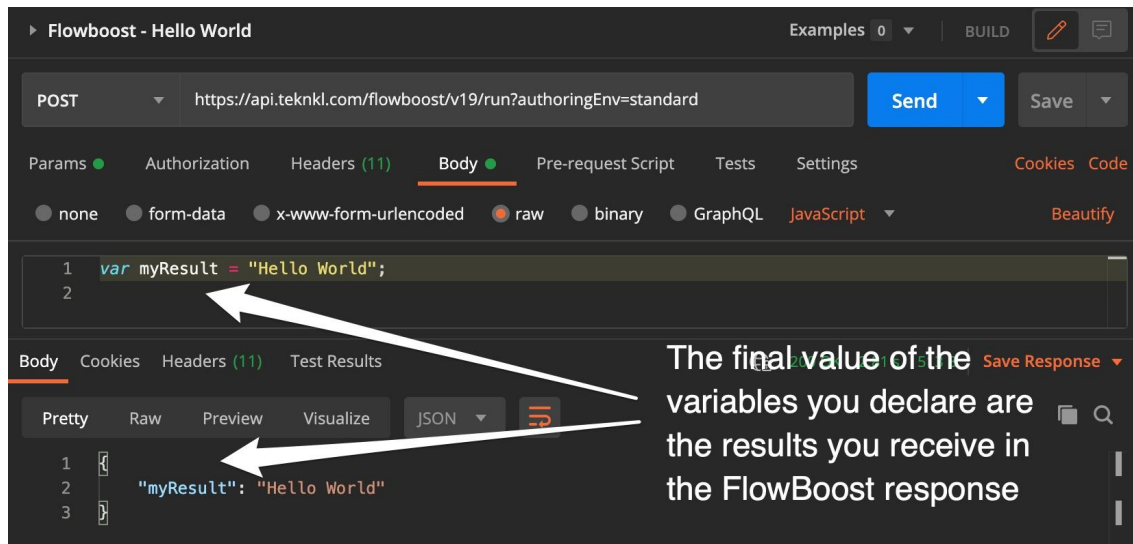 Flowboost - Hello World
Examples 0
BUILD
POST
https://api.teknkl.com/flowboost/v19/run?authoringEnv=standard
Send
Save
Params Authorization Headers (11) Body Pre-request Script Tests Settings Cookies Code
none form-data x-www-form-urlencoded raw binary GraphQL JavaScript Beautify
1 var myResult = "Hello World";
2
Body Cookies Headers (11) Test Results Save Response
Pretty Raw Preview Visualize JSON
1 {
2 "myResult": "Hello World"
3 }
The final value of the
variables you declare are
the results you receive in
the FlowBoost response